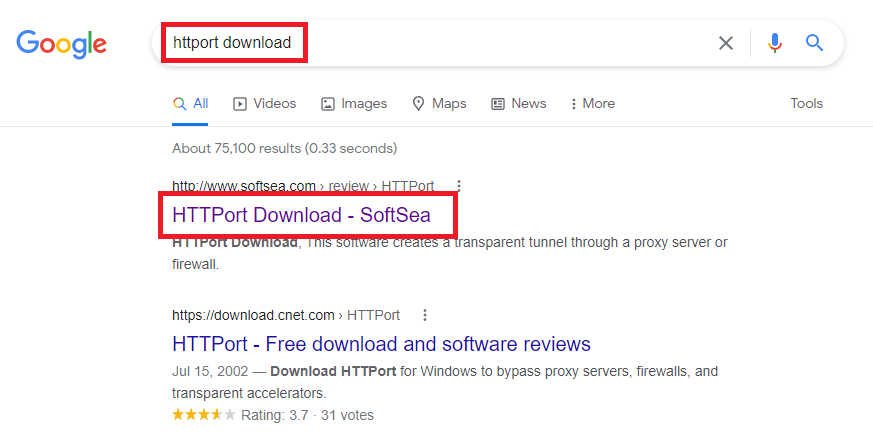 Google
httport download
All Videos Images Maps News More Tools
About 75,100 results (0.33 seconds)
http://www.softsea.com › review › HTTPort
HTTPort Download - SoftSea
HTTPort Download, This software creates a transparent tunnel through a proxy server or
firewall.
https://download.cnet.com › HTTPort
HTTPort - Free download and software reviews
Jul 15, 2002 — Download HTTPort for Windows to bypass proxy servers, firewalls, and
transparent accelerators.
Rating: 3.7 · 31 votes